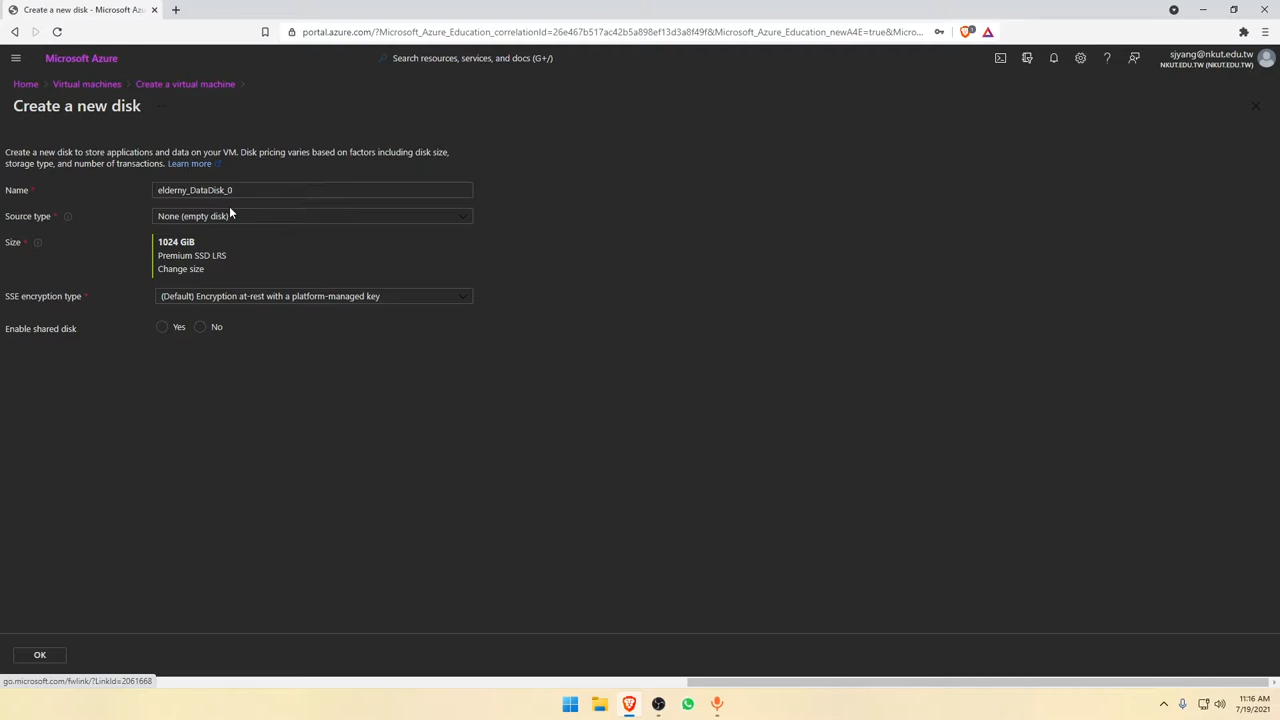 Create a new disk - Microsoft Azu
portal.azure.com/?Microsoft_Azure_Education_correlationId=26e467b517ac42b5a898ef13d3a8f49f&Microsoft_Azure_Education_newA4E=true&Micro...
Microsoft Azure
Search resources, services, and docs (G+/)
sjyang@nkut.edu.tw
NKUT.EDU.TW (NKUT.EDU.TW)
Home > Virtual machines > Create a virtual machine >
Create a new disk ...
Create a new disk to store applications and data on your VM. Disk pricing varies based on factors including disk size,
storage type, and number of transactions. Learn more
Name *
elderny_DataDisk_0
Source type *
None (empty disk)
Size *
1024 GiB
Premium SSD LRS
Change size
SSE encryption type *
(Default) Encryption at-rest with a platform-managed key
Enable shared disk
Yes No
OK
go.microsoft.com/fwlink/?LinkId=2061668
11:16 AM
7/19/2021